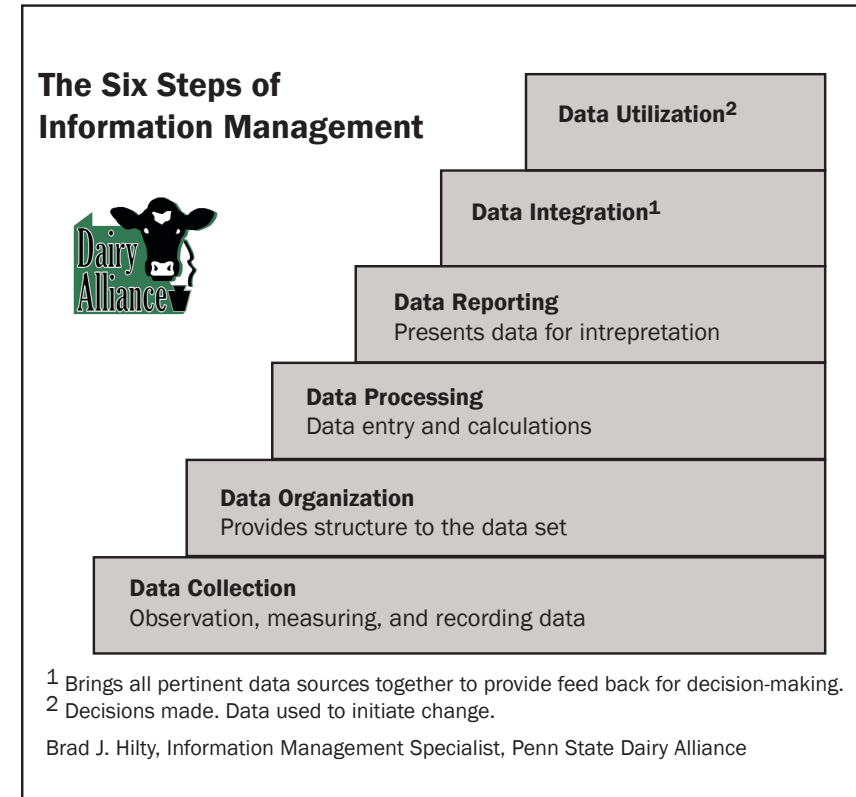 The Six Steps of
Information Management
Dairy
Alliance
Data Utilization²
Data Integration¹
Data Reporting
Presents data for intrepretation
Data Processing
Data entry and calculations
Data Organization
Provides structure to the data set
Data Collection
Observation, measuring, and recording data
¹ Brings all pertinent data sources together to provide feed back for decision-making.
² Decisions made. Data used to initiate change.
Brad J. Hilty, Information Management Specialist, Penn State Dairy Alliance